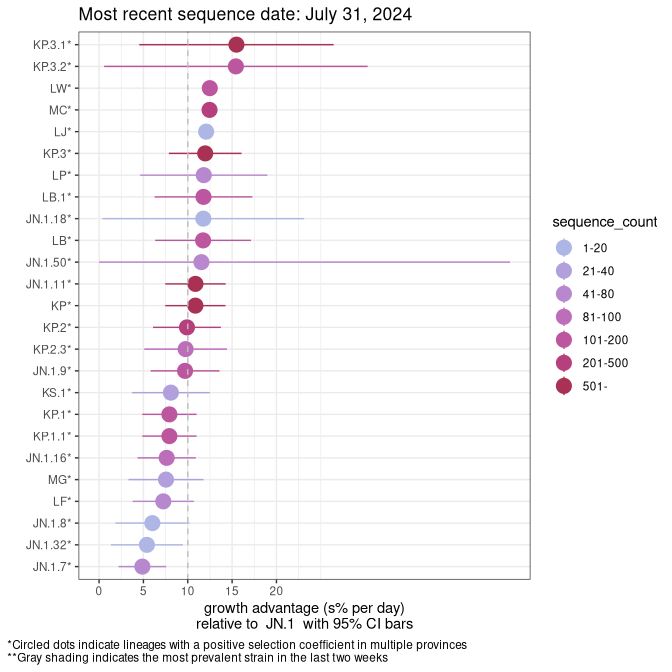 Most recent sequence date: July 31, 2024
KP.3.1*
KP.3.2*
LW*
MC*
LJ*
KP.3*
LP*
LB.1*
JN.1.18*
LB*
JN.1.50*
JN.1.11*
KP*
KP.2*
KP.2.3*
JN.1.9*
KS.1*
KP.1*
KP.1.1*
JN.1.16*
MG*
LF*
JN.1.8*
JN.1.32*
JN.1.7*
0 5 10 15 20
growth advantage (s% per day)
relative to JN.1 with 95% CI bars
sequence_count
1-20
21-40
41-80
81-100
101-200
201-500
501-
*Circled dots indicate lineages with a positive selection coefficient in multiple provinces
**Gray shading indicates the most prevalent strain in the last two weeks